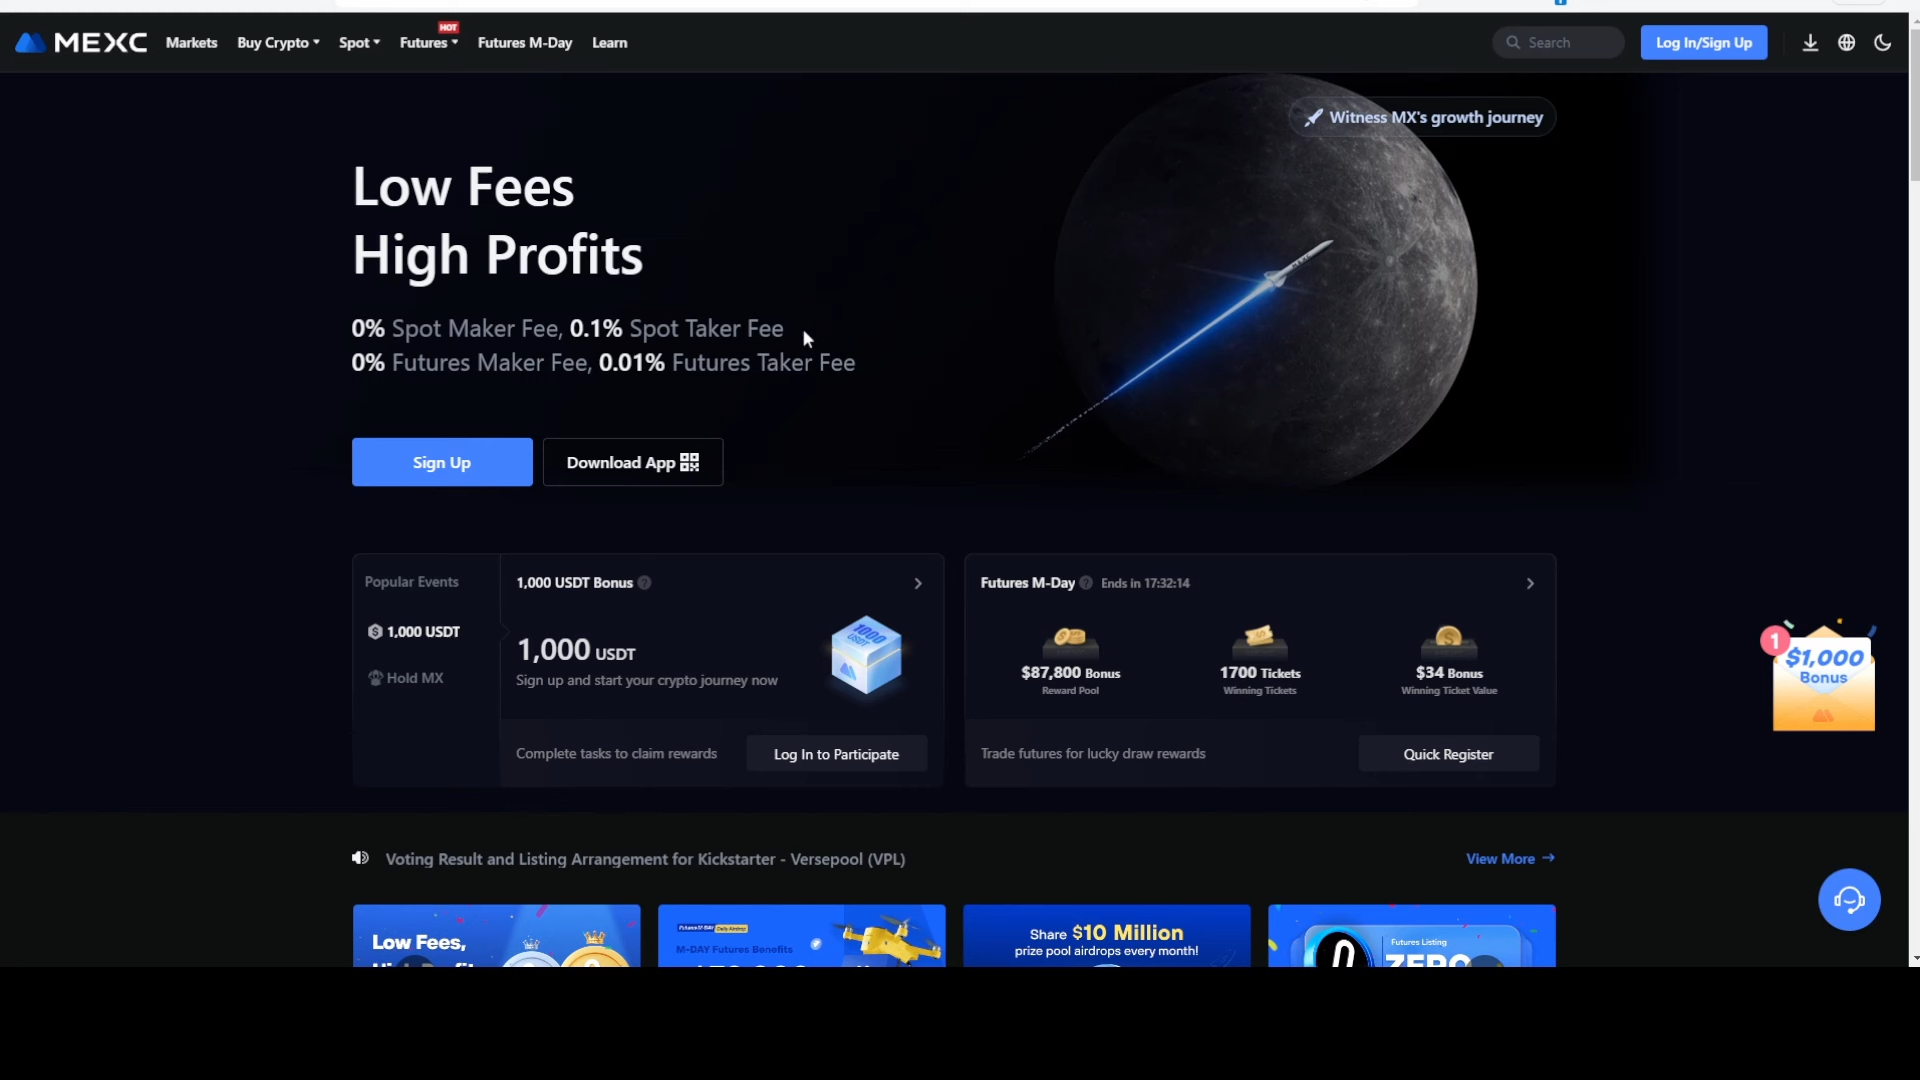 MEXC
Markets
Buy Crypto
Spot
Futures
HOT
Futures M-Day
Learn
Search
Log In/Sign Up
Witness MX's growth journey
Low Fees
High Profits
0% Spot Maker Fee, 0.1% Spot Taker Fee
0% Futures Maker Fee, 0.01% Futures Taker Fee
Sign Up
Download App
Popular Events
1,000 USDT
Hold MX
1,000 USDT Bonus
1,000 USDT
Sign up and start your crypto journey now
1000
USDT
Complete tasks to claim rewards
Log In to Participate
Futures M-Day
Ends in 17:32:14
$87,800 Bonus
Reward Pool
1700 Tickets
Winning Tickets
$34 Bonus
Winning Ticket Value
Trade futures for lucky draw rewards
Quick Register
1
$1,000
Bonus
Voting Result and Listing Arrangement for Kickstarter - Versepool (VPL)
View More
Low Fees,
Futures M-DAY Daily Airdrop
M-DAY Futures Benefits
Share $10 Million
prize pool airdrops every month!
Futures Listing
ZERO